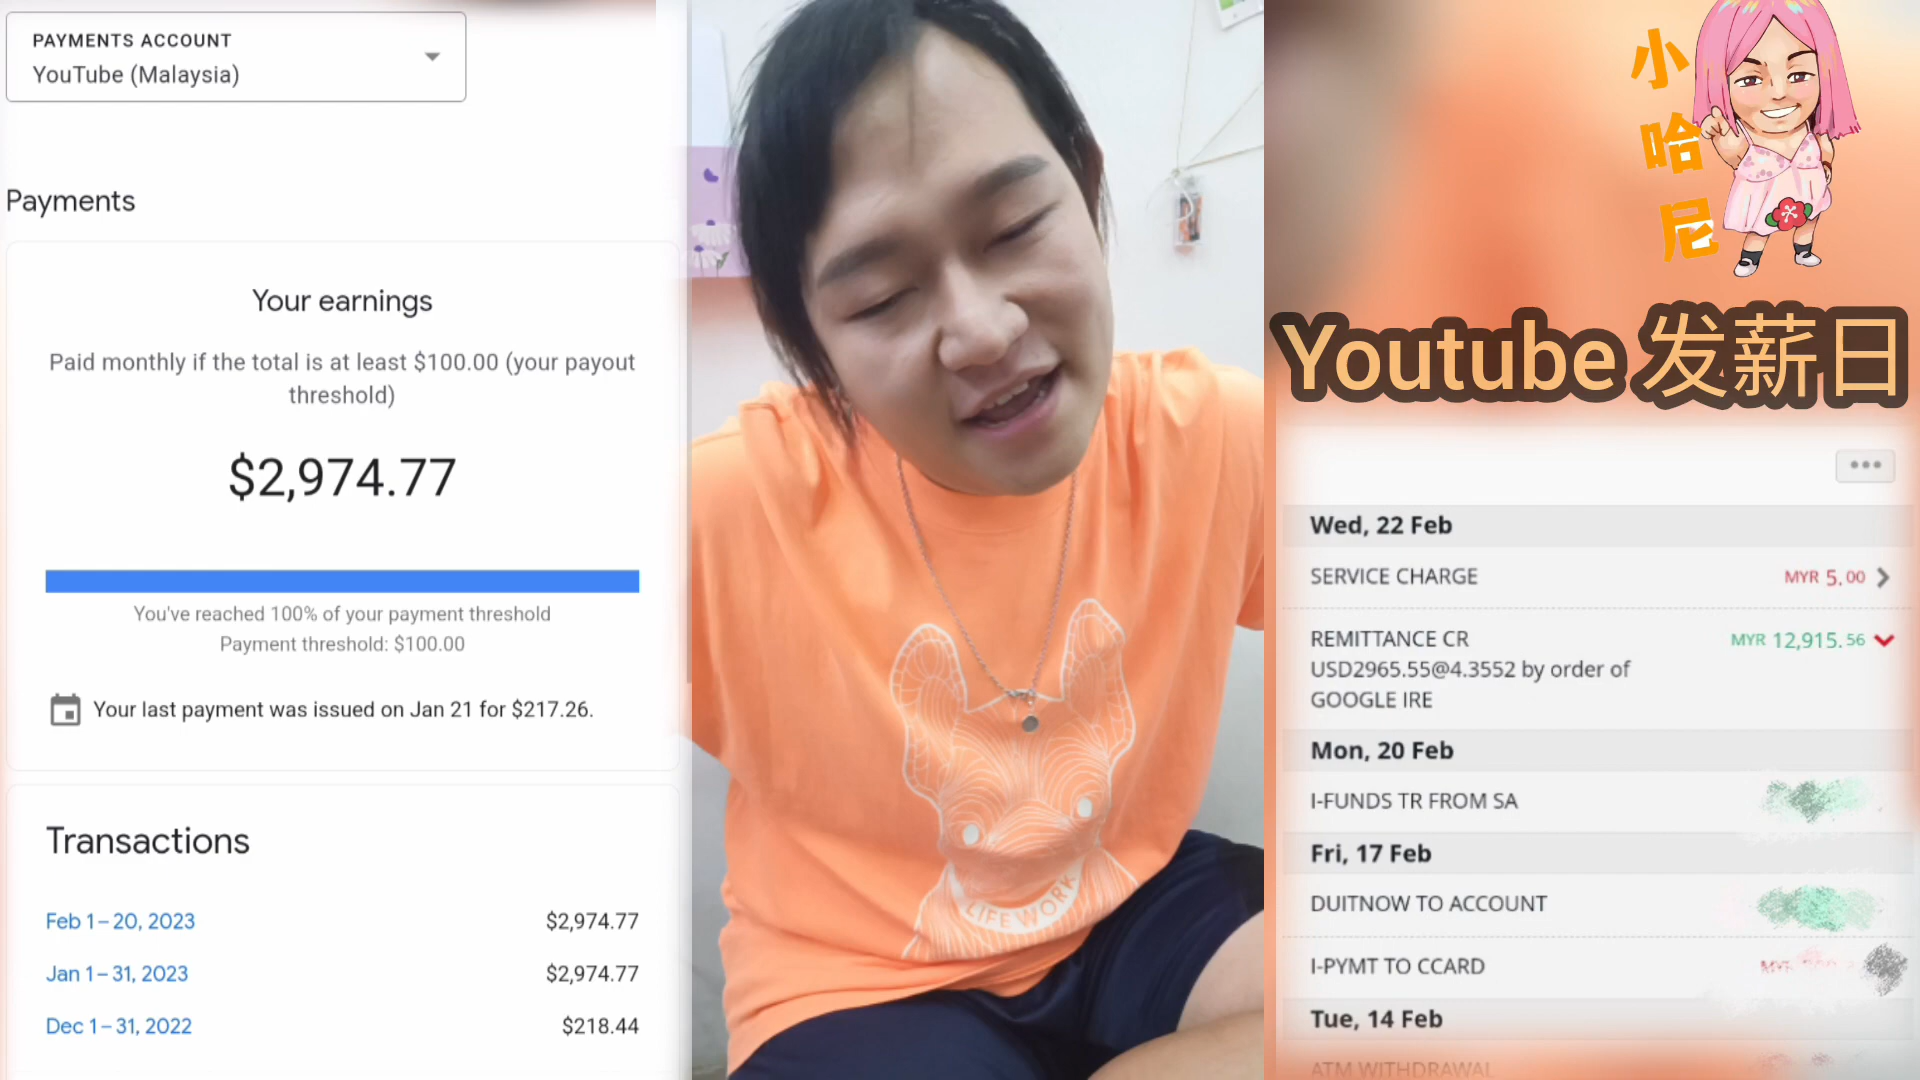 PAYMENTS ACCOUNT
YouTube (Malaysia)
Payments
Your earnings
Paid monthly if the total is at least $100.00 (your payout
threshold)
$2,974.77
You've reached 100% of your payment threshold
Payment threshold: $100.00
Your last payment was issued on Jan 21 for $217.26.
Transactions
Feb 1 – 20, 2023 $2,974.77
Jan 1 – 31, 2023 $2,974.77
Dec 1 – 31, 2022 $218.44
LIFE WORK
小
哈
尼
Youtube 发薪日
Wed, 22 Feb
SERVICE CHARGE MYR 5.00
REMITTANCE CR MYR 12,915.56
USD2965.55@4.3552 by order of
GOOGLE IRE
Mon, 20 Feb
I-FUNDS TR FROM SA
Fri, 17 Feb
DUITNOW TO ACCOUNT
I-PYMT TO CCARD
Tue, 14 Feb
ATM WITHDRAWAL